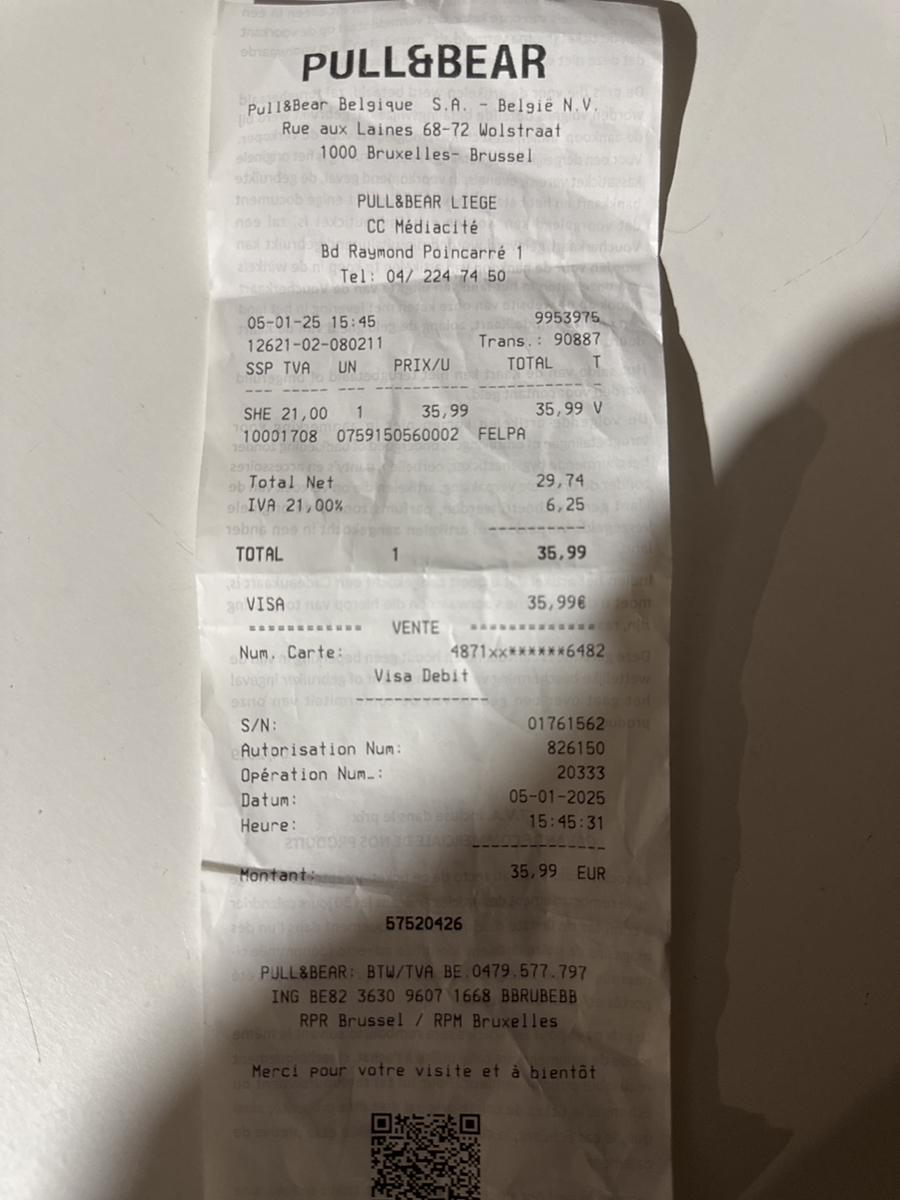 PULL&BEAR
Pull&Bear Belgique S.A. - België N.V.
Rue aux Laines 68-72 Wolstraat
1000 Bruxelles- Brussel
PULL&BEAR LIEGE
CC Médiacité
Bd Raymond Poincarré 1
Tel: 04/ 224 74 50
05-01-25 15:45 9953975
12621-02-080211 Trans.: 90887
SSP TVA UN PRIX/U TOTAL T
--- ----- --- ---------- ---------- -
SHE 21,00 1 35,99 35,99 V
10001708 0759150560002 FELPA
Total Net 29,74
IVA 21,00% 6,25
----------
TOTAL 1 35,99
VISA 35,99€
============ VENTE =============
Num. Carte: 4871xx******6482
Visa Debit
--------------
S/N: 01761562
Autorisation Num: 826150
Opération Num_: 20333
Datum: 05-01-2025
Heure: 15:45:31
--------------
Montant: 35,99 EUR
57520426
PULL&BEAR: BTW/TVA BE.0479.577.797
ING BE82 3630 9607 1668 BBRUBEBB
RPR Brussel / RPM Bruxelles
Merci pour votre visite et à bientôt